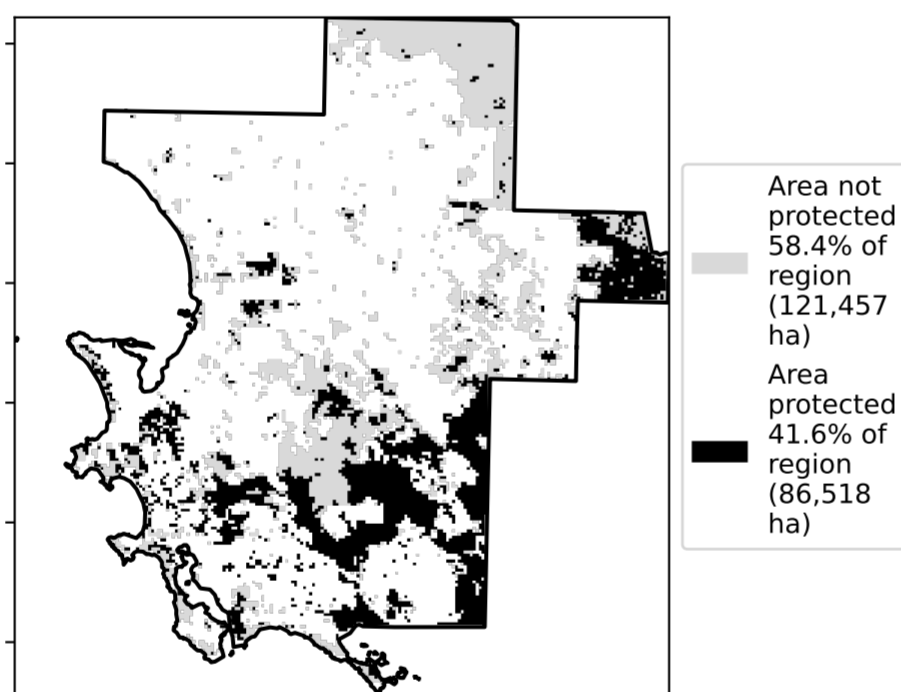 Area not
protected
58.4% of
region
(121,457
ha)
Area
protected
41.6% of
region
(86,518
ha)